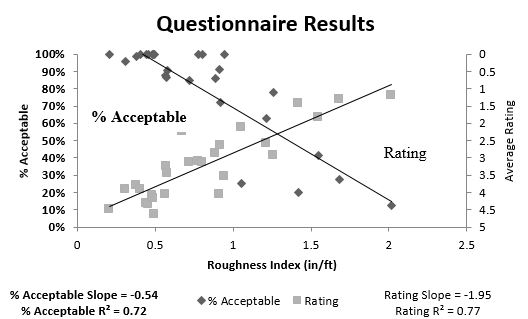 Questionnaire Results
100%
90%
80%
70%
60%
50%
40%
30%
20%
10%
0%
% Acceptable
0
0.5
1
1.5
2
2.5
3
3.5
4
4.5
5
Average Rating
% Acceptable
Rating
0
0.5
1
1.5
2
2.5
Roughness Index (in/ft)
% Acceptable Slope = -0.54
% Acceptable R² = 0.72
% Acceptable
Rating
Rating Slope = -1.95
Rating R² = 0.77